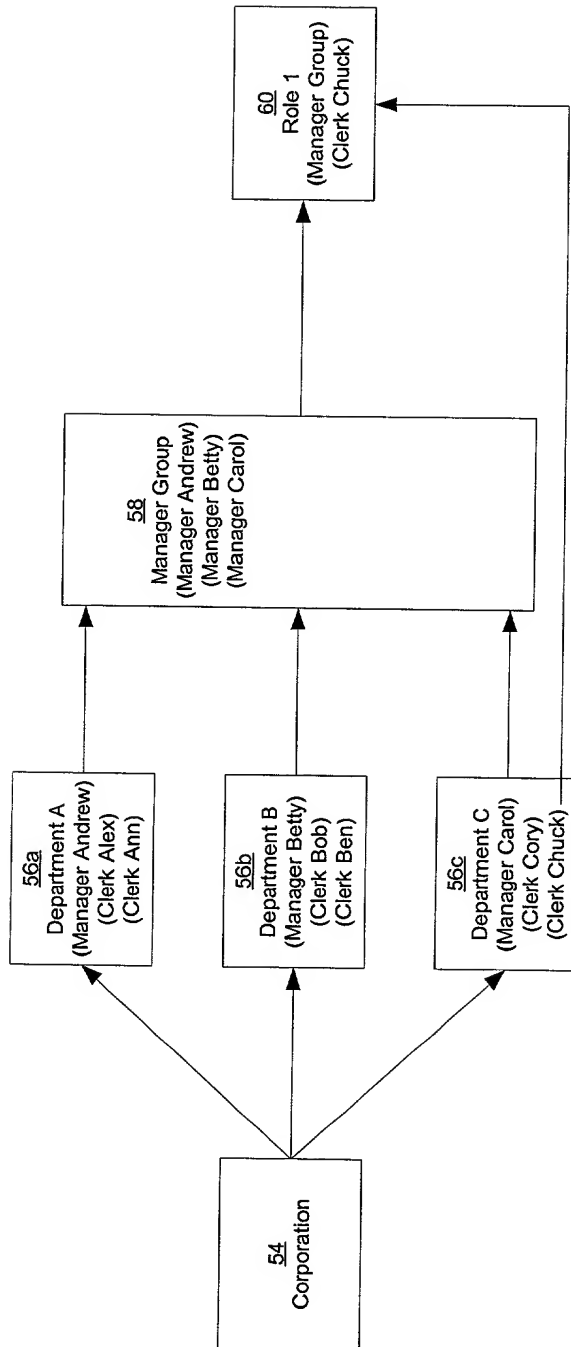 54
Corporation
56a
Department A
(Manager Andrew)
(Clerk Alex)
(Clerk Ann)
56b
Department B
(Manager Betty)
(Clerk Bob)
(Clerk Ben)
56c
Department C
(Manager Carol)
(Clerk Cory)
(Clerk Chuck)
58
Manager Group
(Manager Andrew)
(Manager Betty)
(Manager Carol)
60
Role 1
(Manager Group)
(Clerk Chuck)